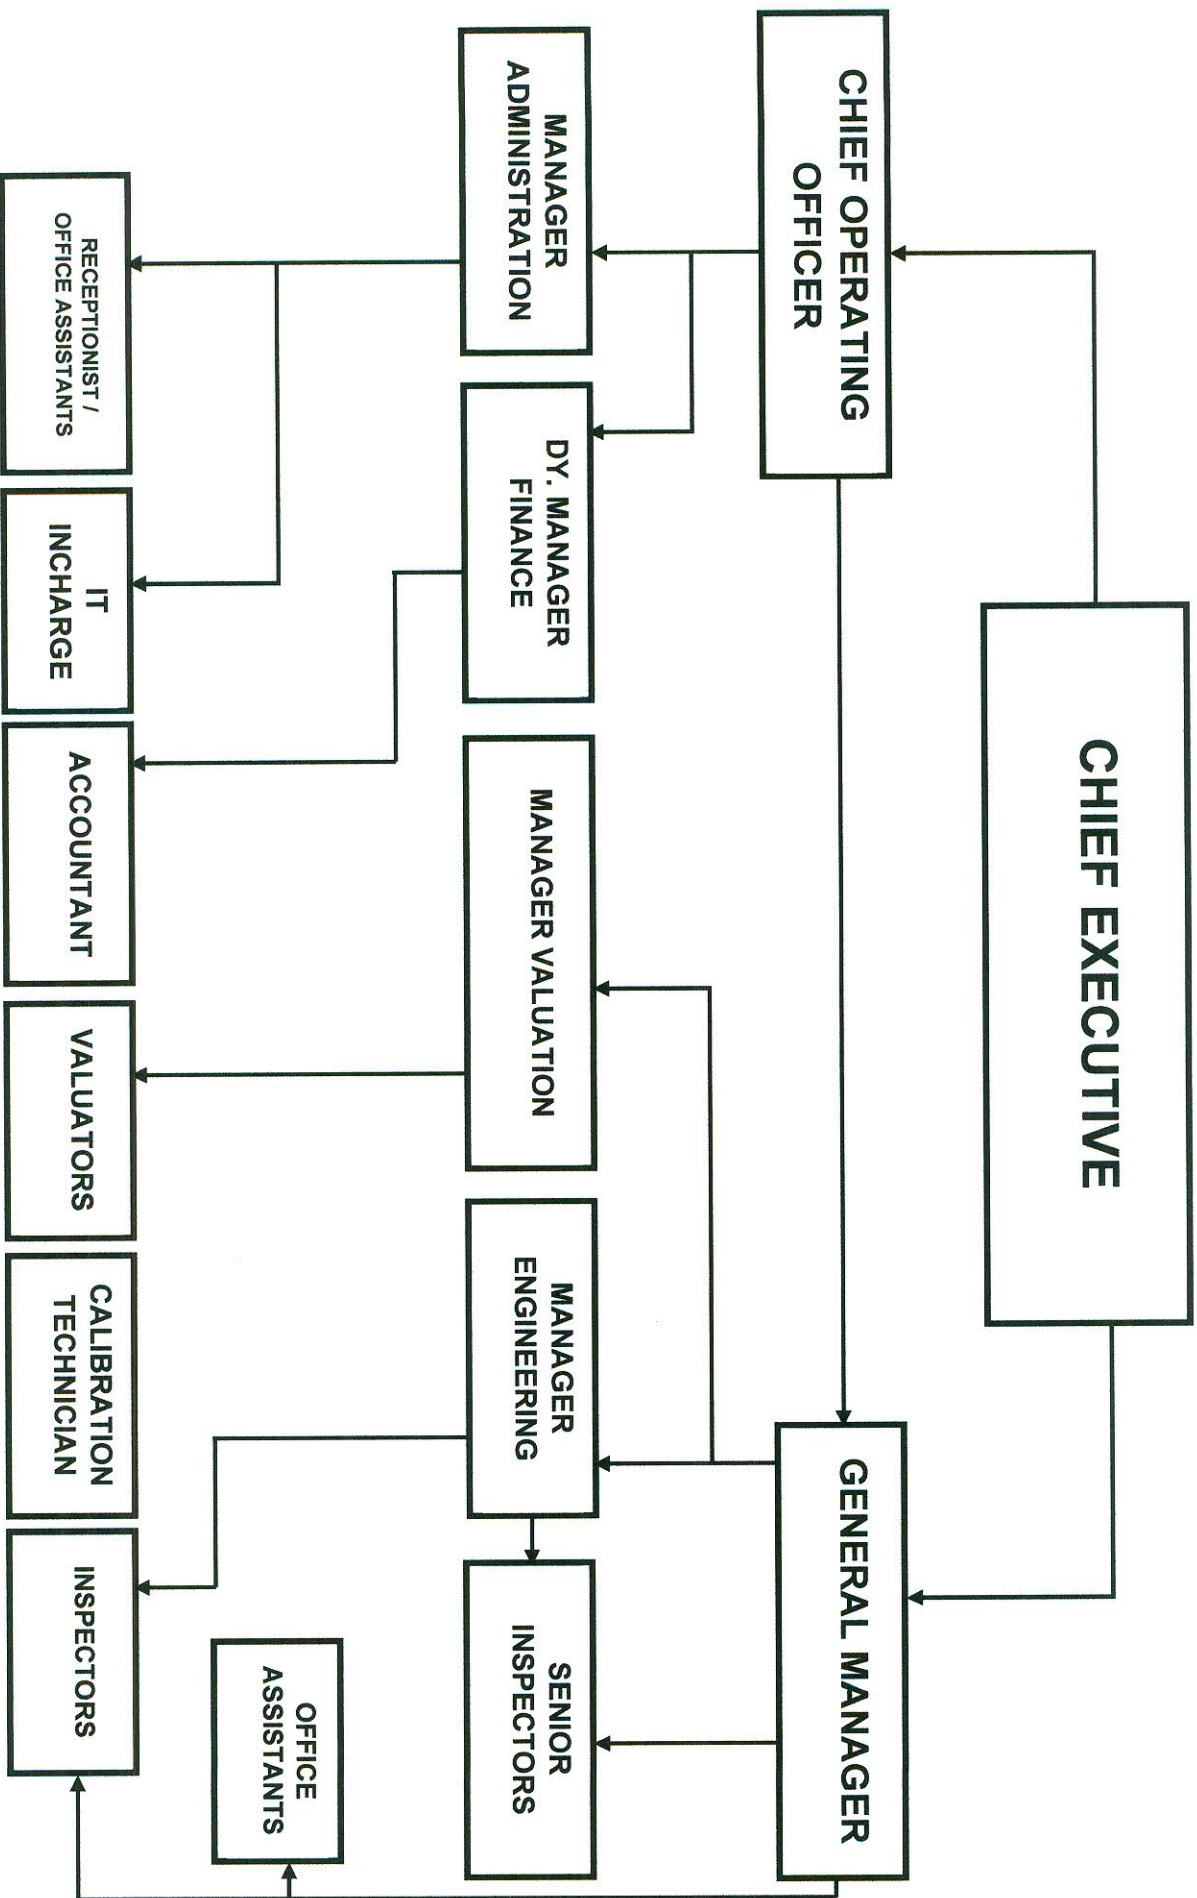 CHIEF EXECUTIVE
CHIEF OPERATING
OFFICER
GENERAL MANAGER
MANAGER
ADMINISTRATION
DY. MANAGER
FINANCE
MANAGER VALUATION
MANAGER
ENGINEERING
SENIOR
INSPECTORS
OFFICE
ASSISTANTS
RECEPTIONIST /
OFFICE ASSISTANTS
IT
INCHARGE
ACCOUNTANT
VALUATORS
CALIBRATION
TECHNICIAN
INSPECTORS